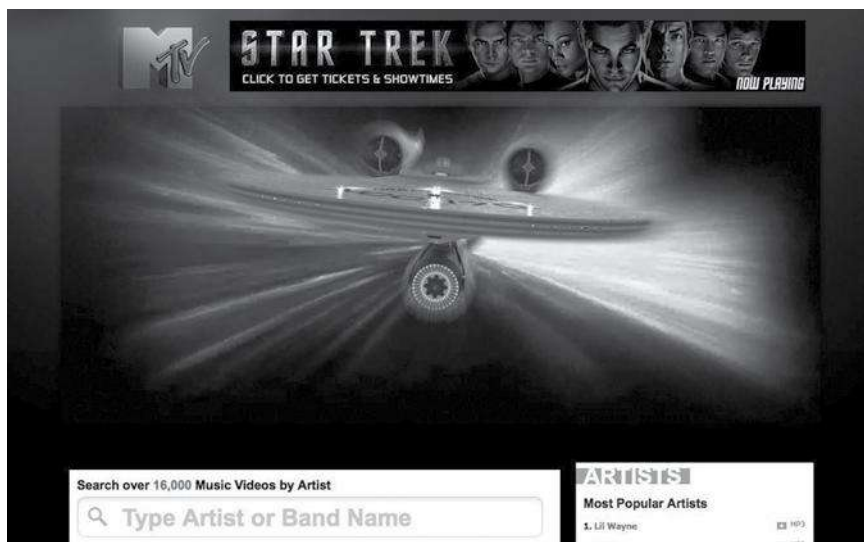 MTV
STAR TREK
CLICK TO GET TICKETS & SHOWTIMES
NOW PLAYING
Search over 16,000 Music Videos by Artist
Type Artist or Band Name
ARTISTS
Most Popular Artists
1. Lil Wayne
MP3